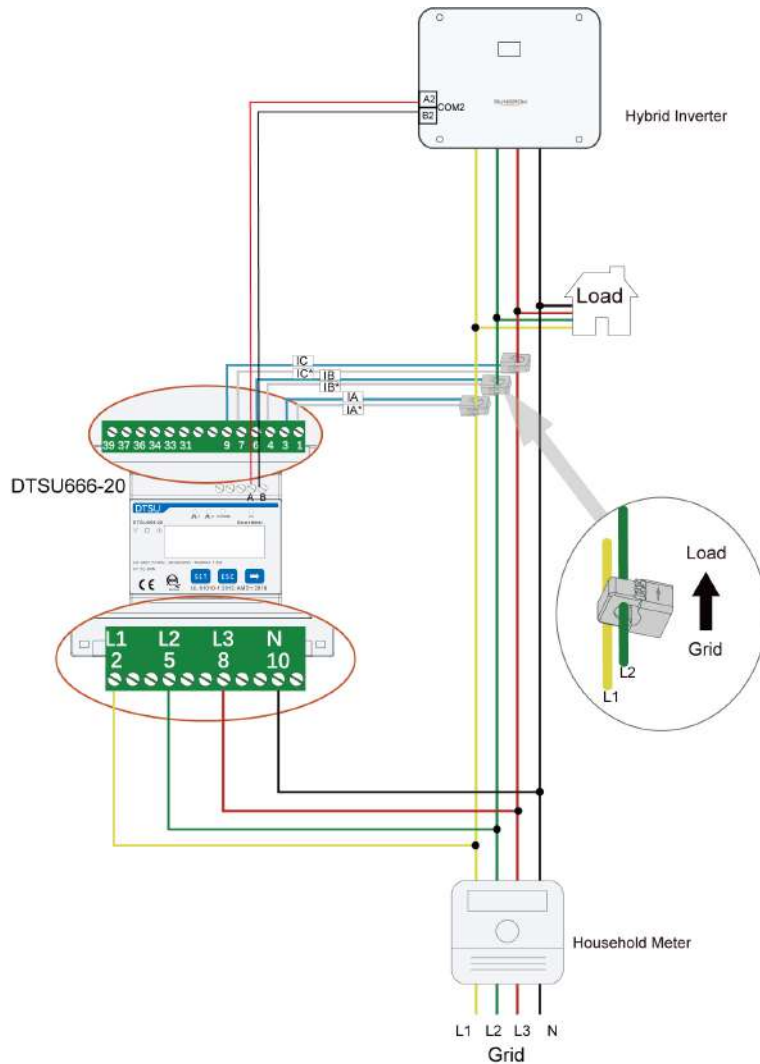 A2
COM2
B2
SUNGROW
Hybrid Inverter
Load
IC
IC*
IB
IB*
IA
IA*
39 37 36 34 33 31 9 7 6 4 3 1
DTSU666-20
A B
DTSU
SET ESC
CE
Load
Grid
L2
L1
L1 L2 L3 N
2 5 8 10
Household Meter
L1 L2 L3 N
Grid